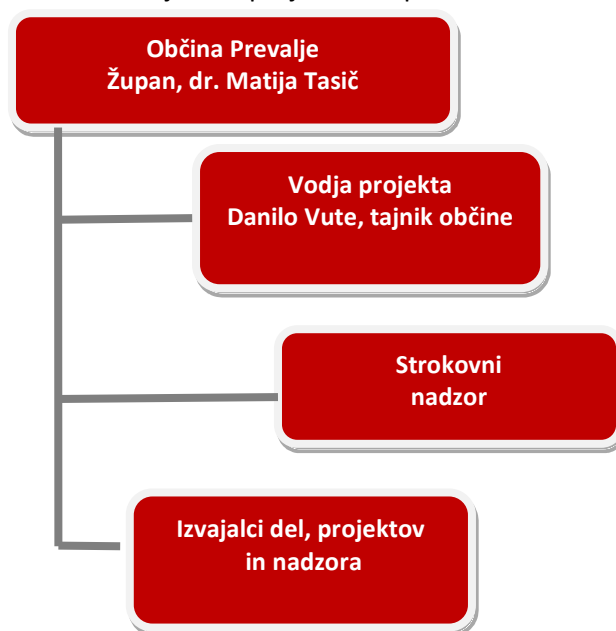 Občina Prevalje
Župan, dr. Matija Tasič
Vodja projekta
Danilo Vute, tajnik občine
Strokovni
nadzor
Izvajalci del, projektov
in nadzora